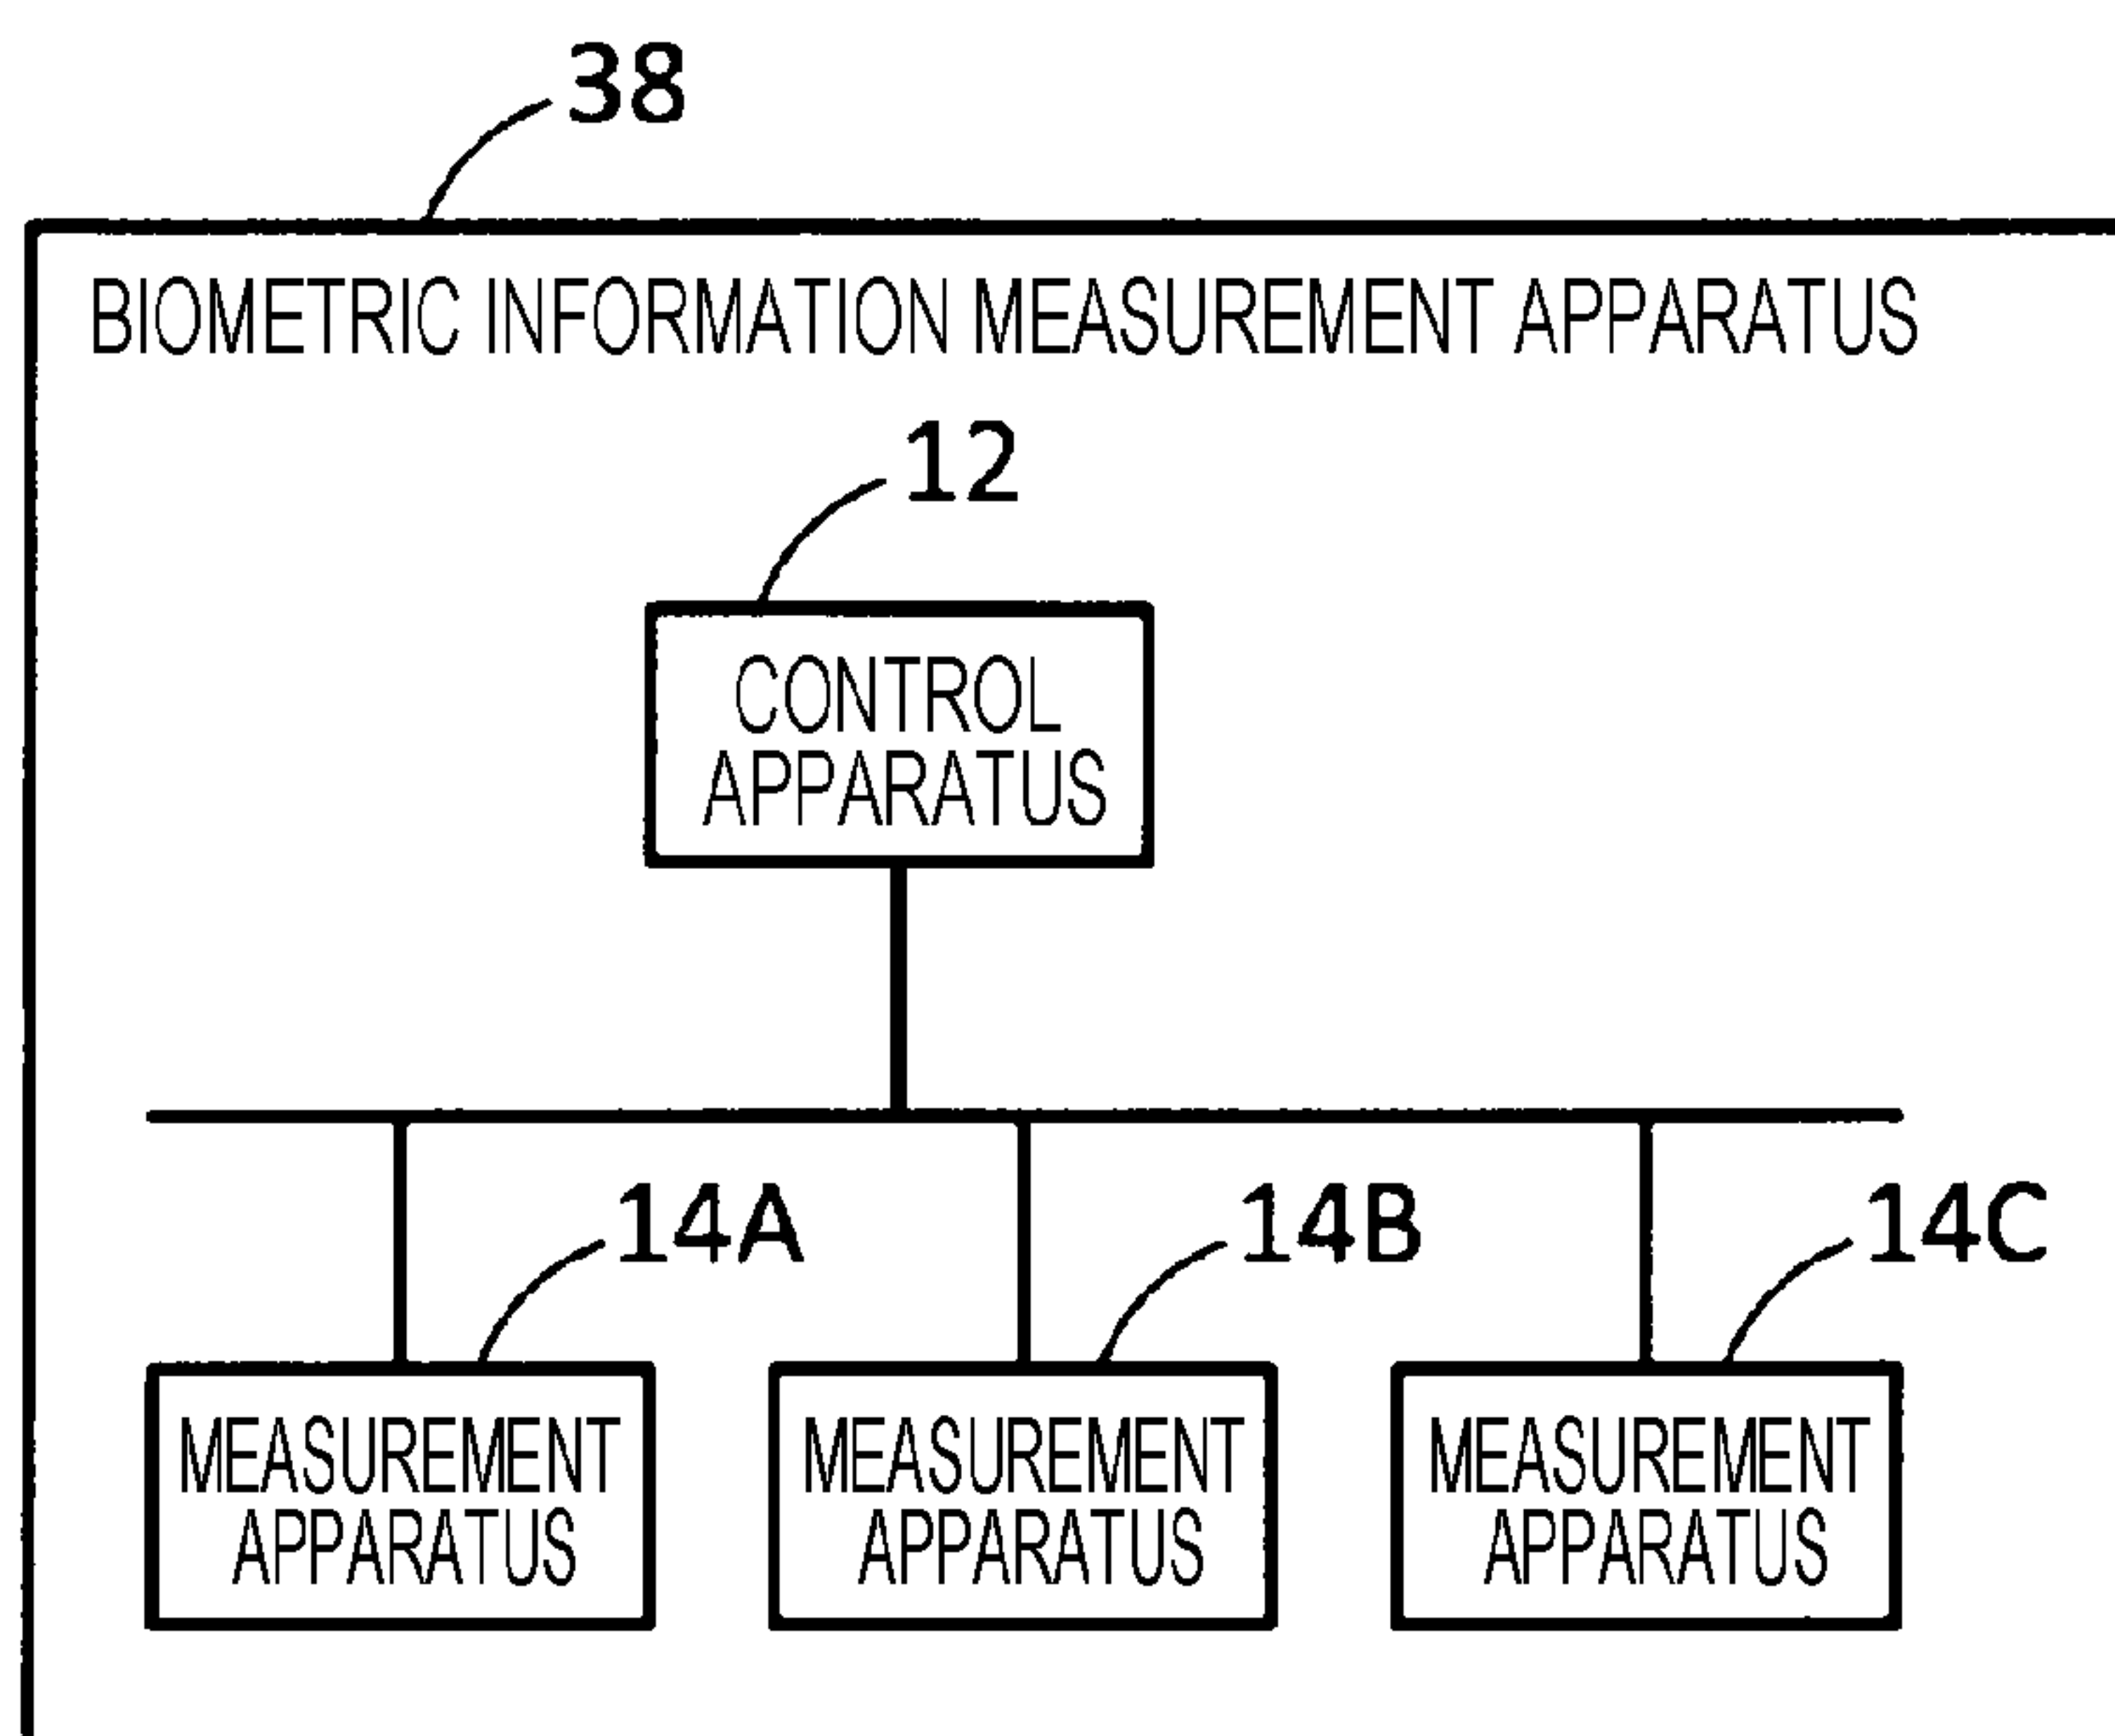 38
BIOMETRIC INFORMATION MEASUREMENT APPARATUS
12
CONTROL
APPARATUS
14A
14B
14C
MEASUREMENT
APPARATUS
MEASUREMENT
APPARATUS
MEASUREMENT
APPARATUS